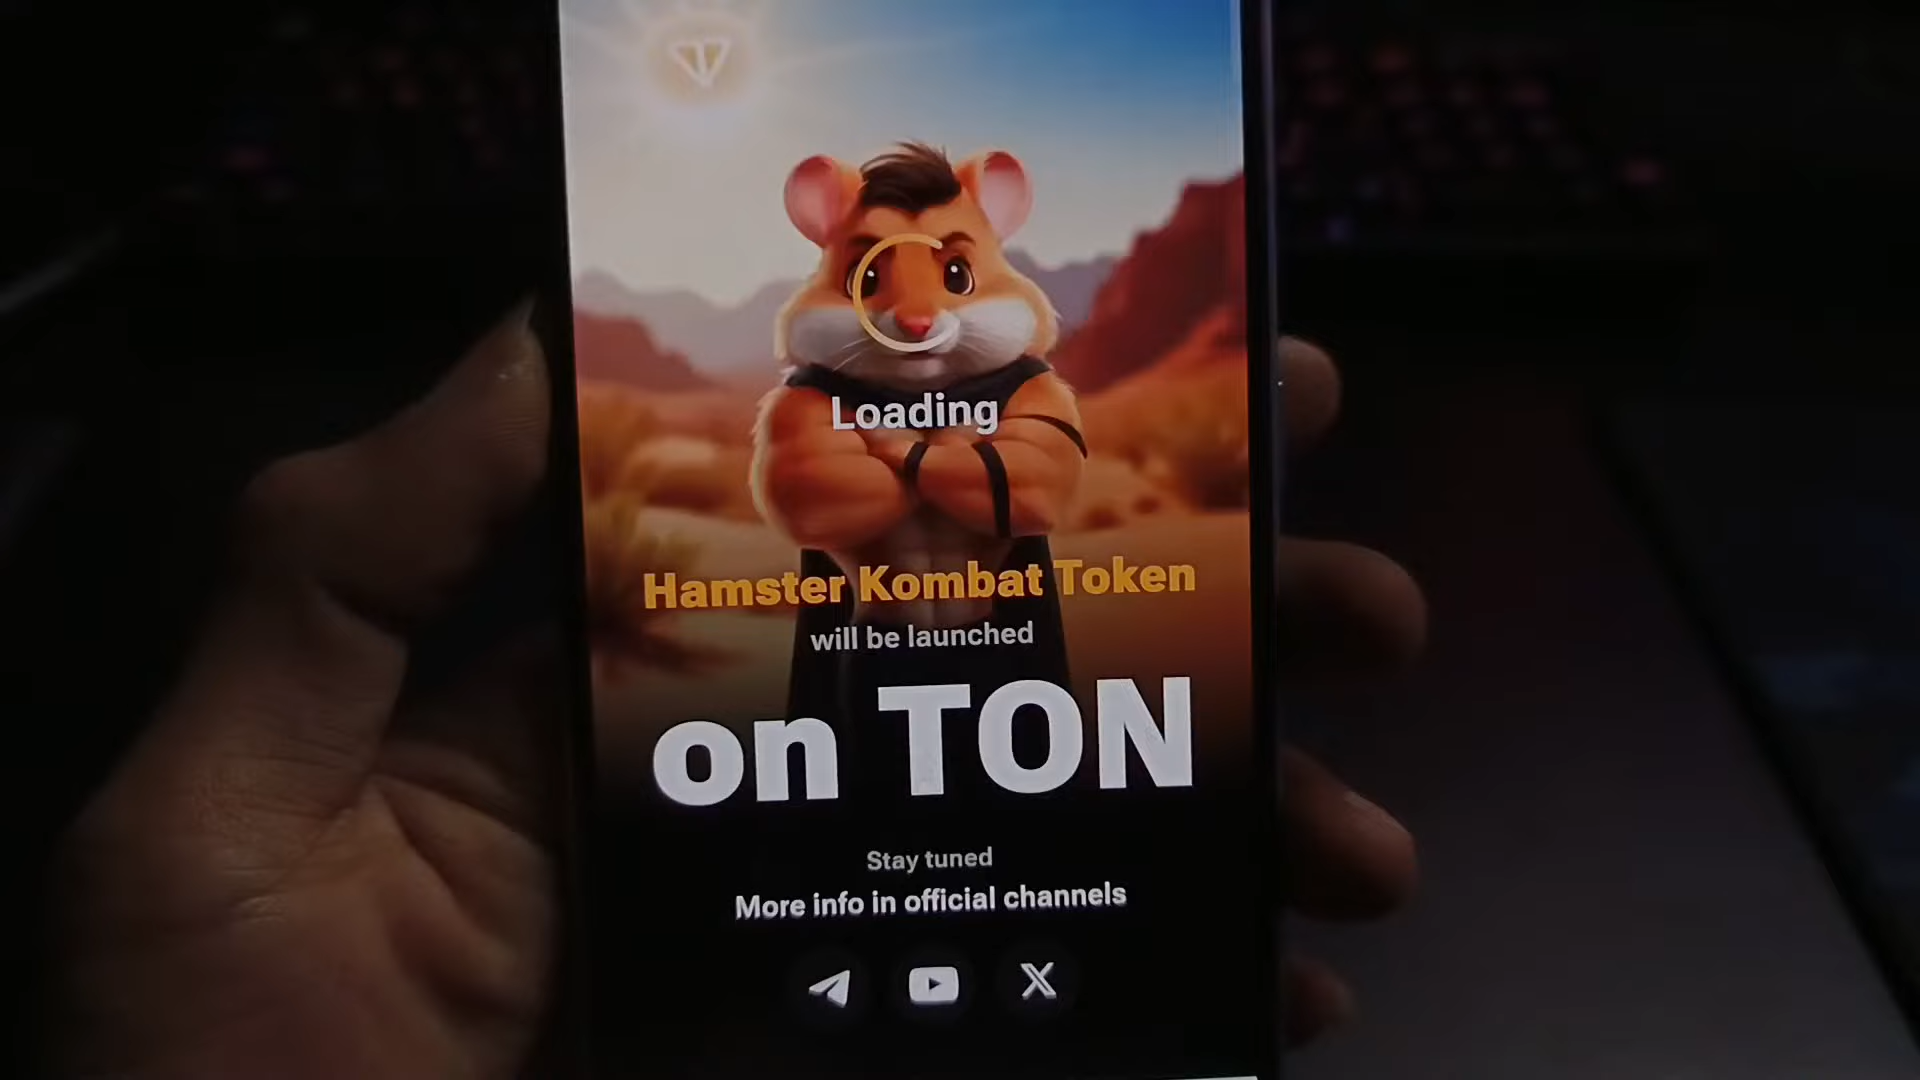 Loading
Hamster Kombat Token
will be launched
on TON
Stay tuned
More info in official channels